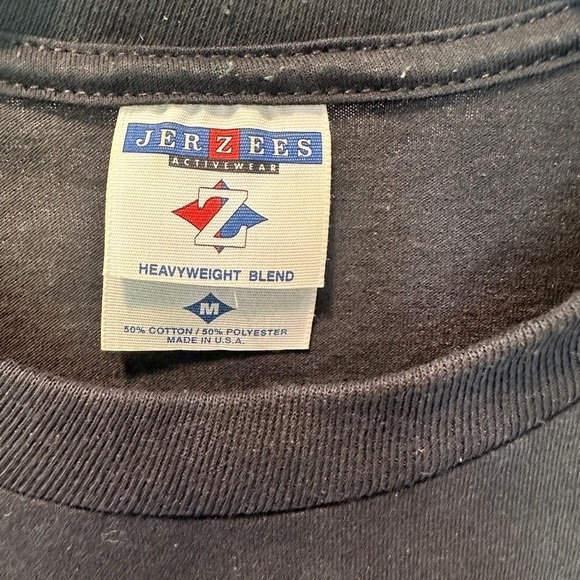 JERZEES
ACTIVEWEAR
Z
HEAVYWEIGHT BLEND
M
50% COTTON / 50% POLYESTER
MADE IN U.S.A.